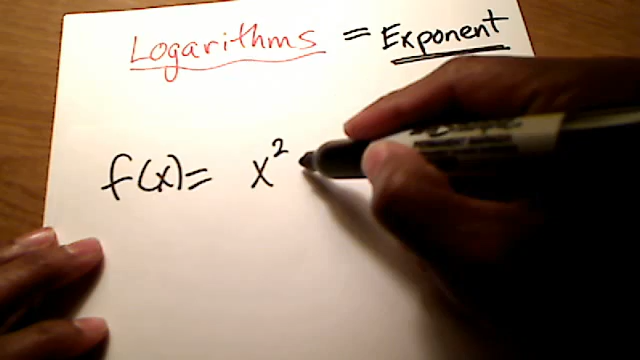 Logarithms = Exponent
f(x) = x²